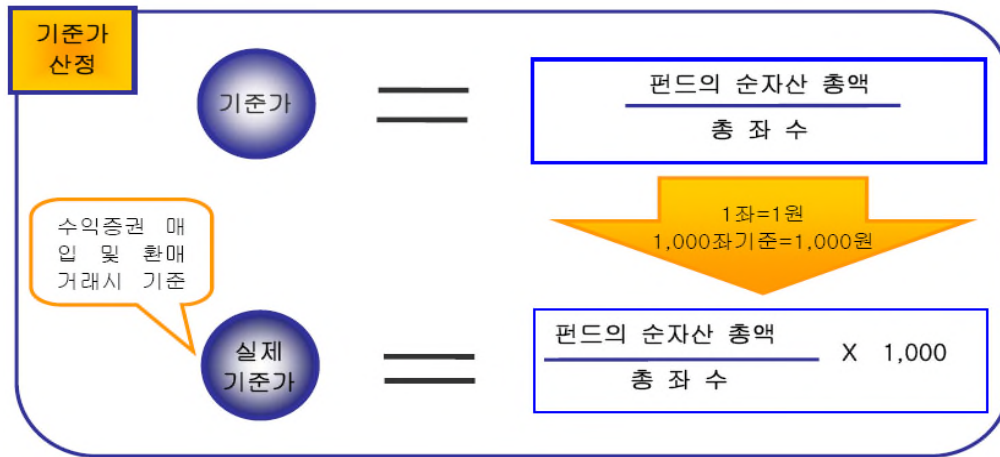 기준가
산정
기준가
펀드의 순자산 총액
총 좌 수
1좌=1원
1,000좌기준=1,000원
수익증권 매
입 및 환매
거래시 기준
실제
기준가
펀드의 순자산 총액
총 좌 수
X 1,000